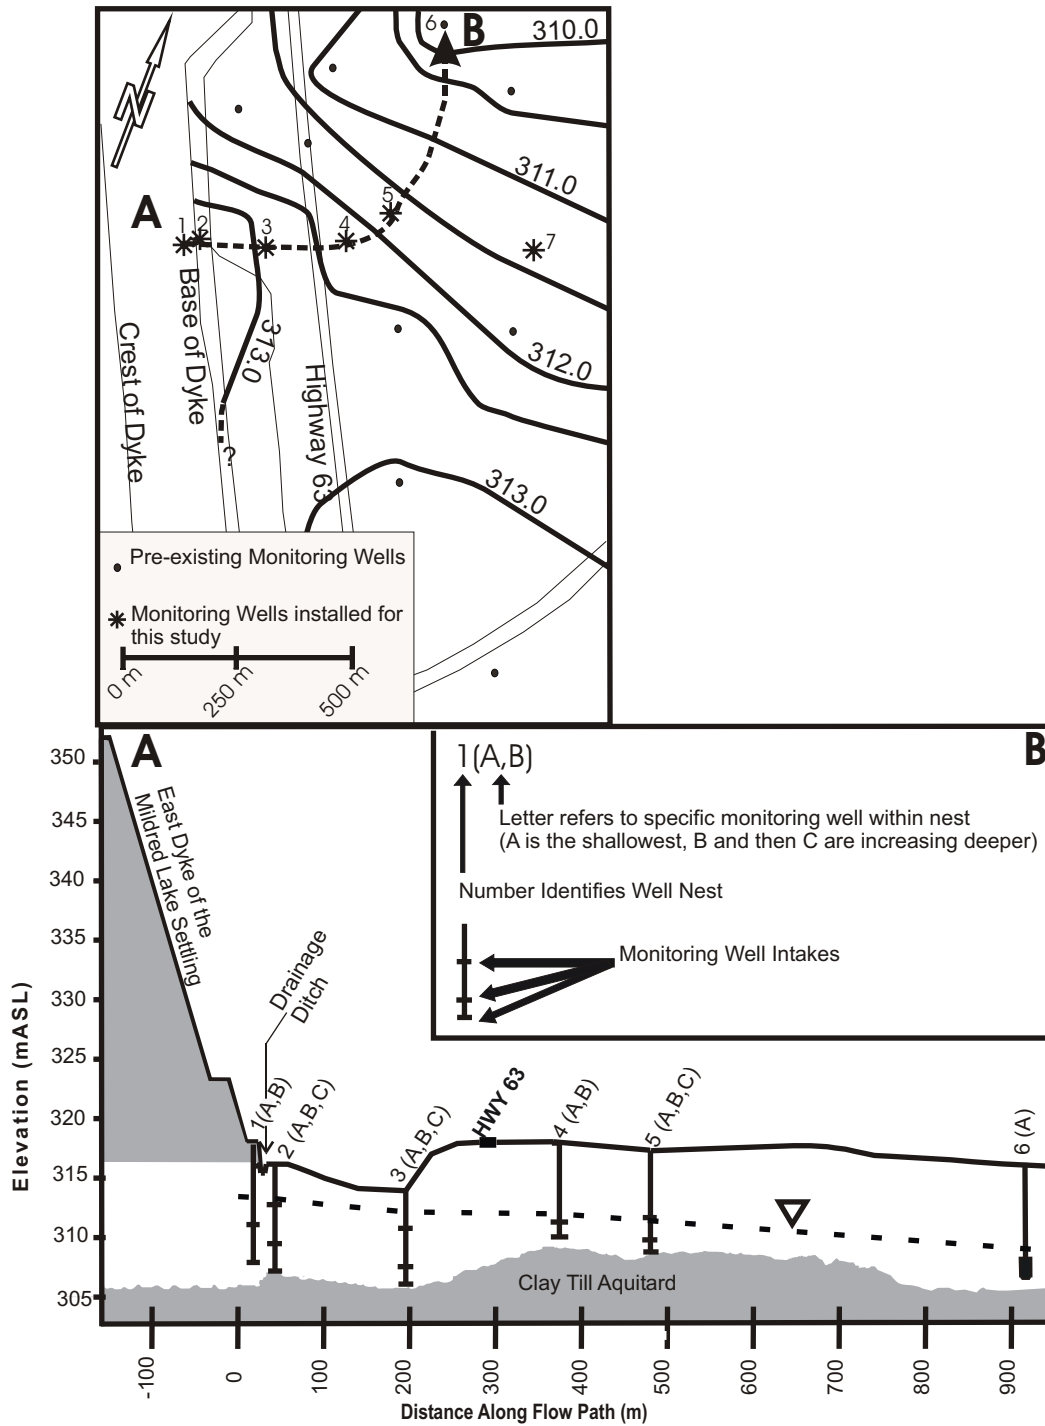 6
B
310.0
N
311.0
A
1
2
3
4
5
7
313.0
Base of Dyke
Crest of Dyke
Highway 63
312.0
?
313.0
Pre-existing Monitoring Wells
Monitoring Wells installed for
this study
0 m
250 m
500 m
A
B
1(A,B)
Letter refers to specific monitoring well within nest
(A is the shallowest, B and then C are increasing deeper)
Number Identifies Well Nest
Monitoring Well Intakes
East Dyke of the
Mildred Lake Settling
Drainage
Ditch
1(A,B)
2 (A,B,C)
3 (A,B,C)
HWY 63
4 (A,B)
5 (A,B,C)
6 (A)
Clay Till Aquitard
Elevation (mASL)
350
345
340
335
330
325
320
315
310
305
-100
0
100
200
300
400
500
600
700
800
900
Distance Along Flow Path (m)